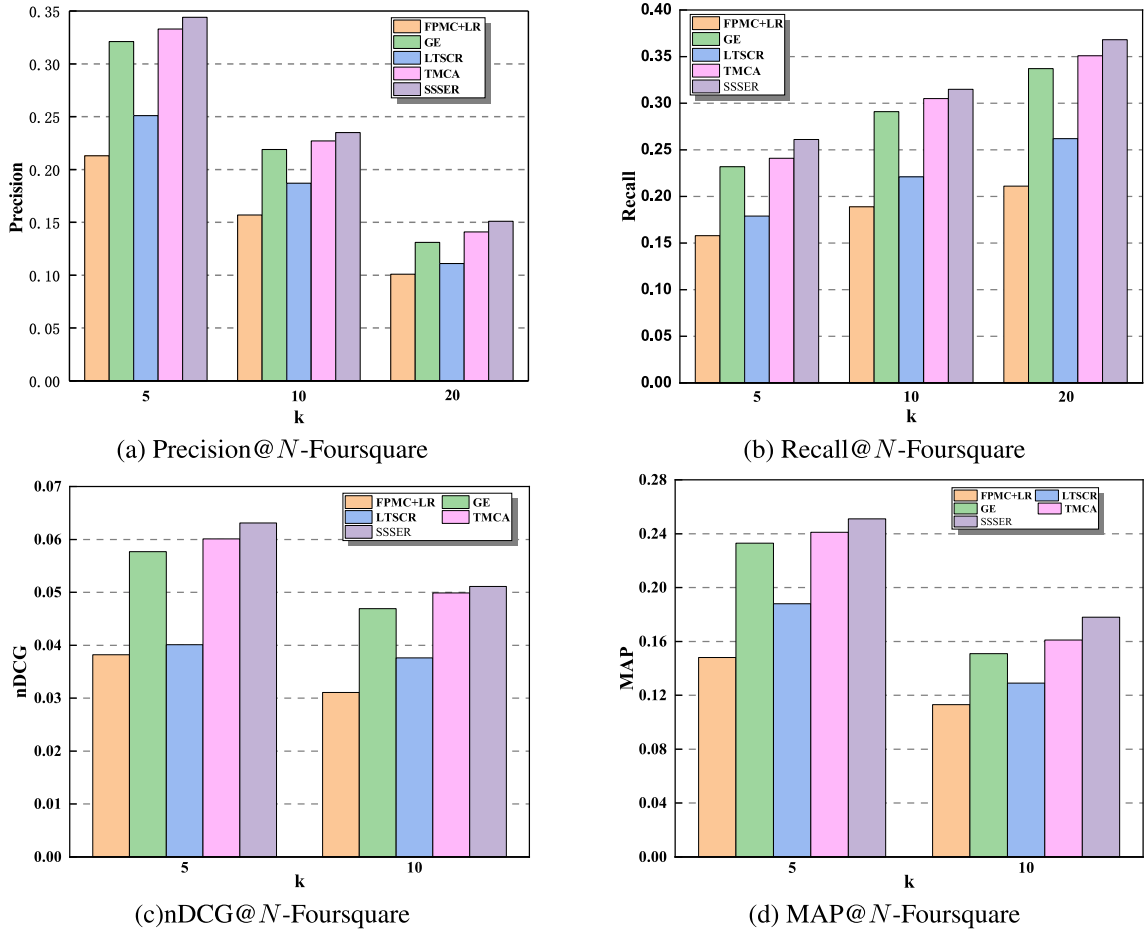 FPMC+LR
GE
LTSCR
TMCA
SSSER
0.35
0.30
0.25
0.20
0.15
0.10
0.05
0.00
Precision
5
10
20
k
(a) Precision@N-Foursquare
FPMC+LR
GE
LTSCR
TMCA
SSSER
0.40
0.35
0.30
0.25
0.20
0.15
0.10
0.05
0.00
Recall
5
10
20
k
(b) Recall@N-Foursquare
FPMC+LR GE
LTSCR TMCA
SSSER
0.07
0.06
0.05
0.04
0.03
0.02
0.01
0.00
nDCG
5
10
k
(c)nDCG@N-Foursquare
FPMC+LR LTSCR
GE TMCA
SSSER
0.28
0.24
0.20
0.16
0.12
0.08
0.04
0.00
MAP
5
10
k
(d) MAP@N-Foursquare